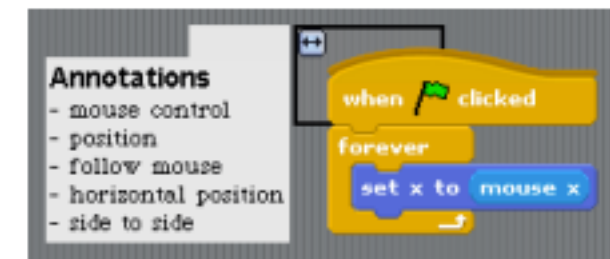 Annotations
- mouse control
- position
- follow mouse
- horizontal position
- side to side
when clicked
forever
set x to mouse x